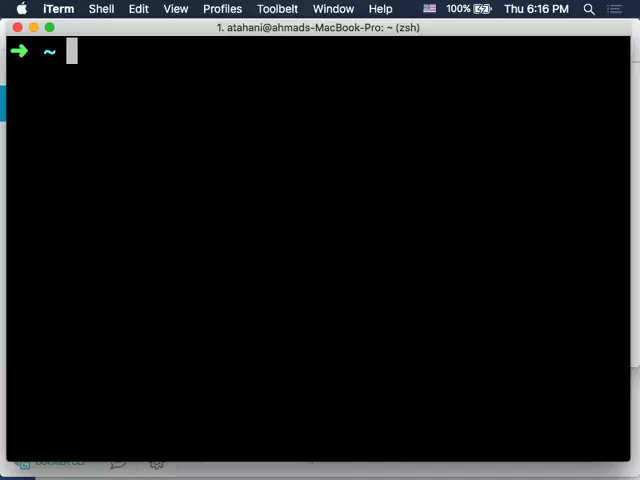 iTerm Shell Edit View Profiles Toolbelt Window Help 100% Thu 6:16 PM
1. atahani@ahmads-MacBook-Pro: ~ (zsh)
~